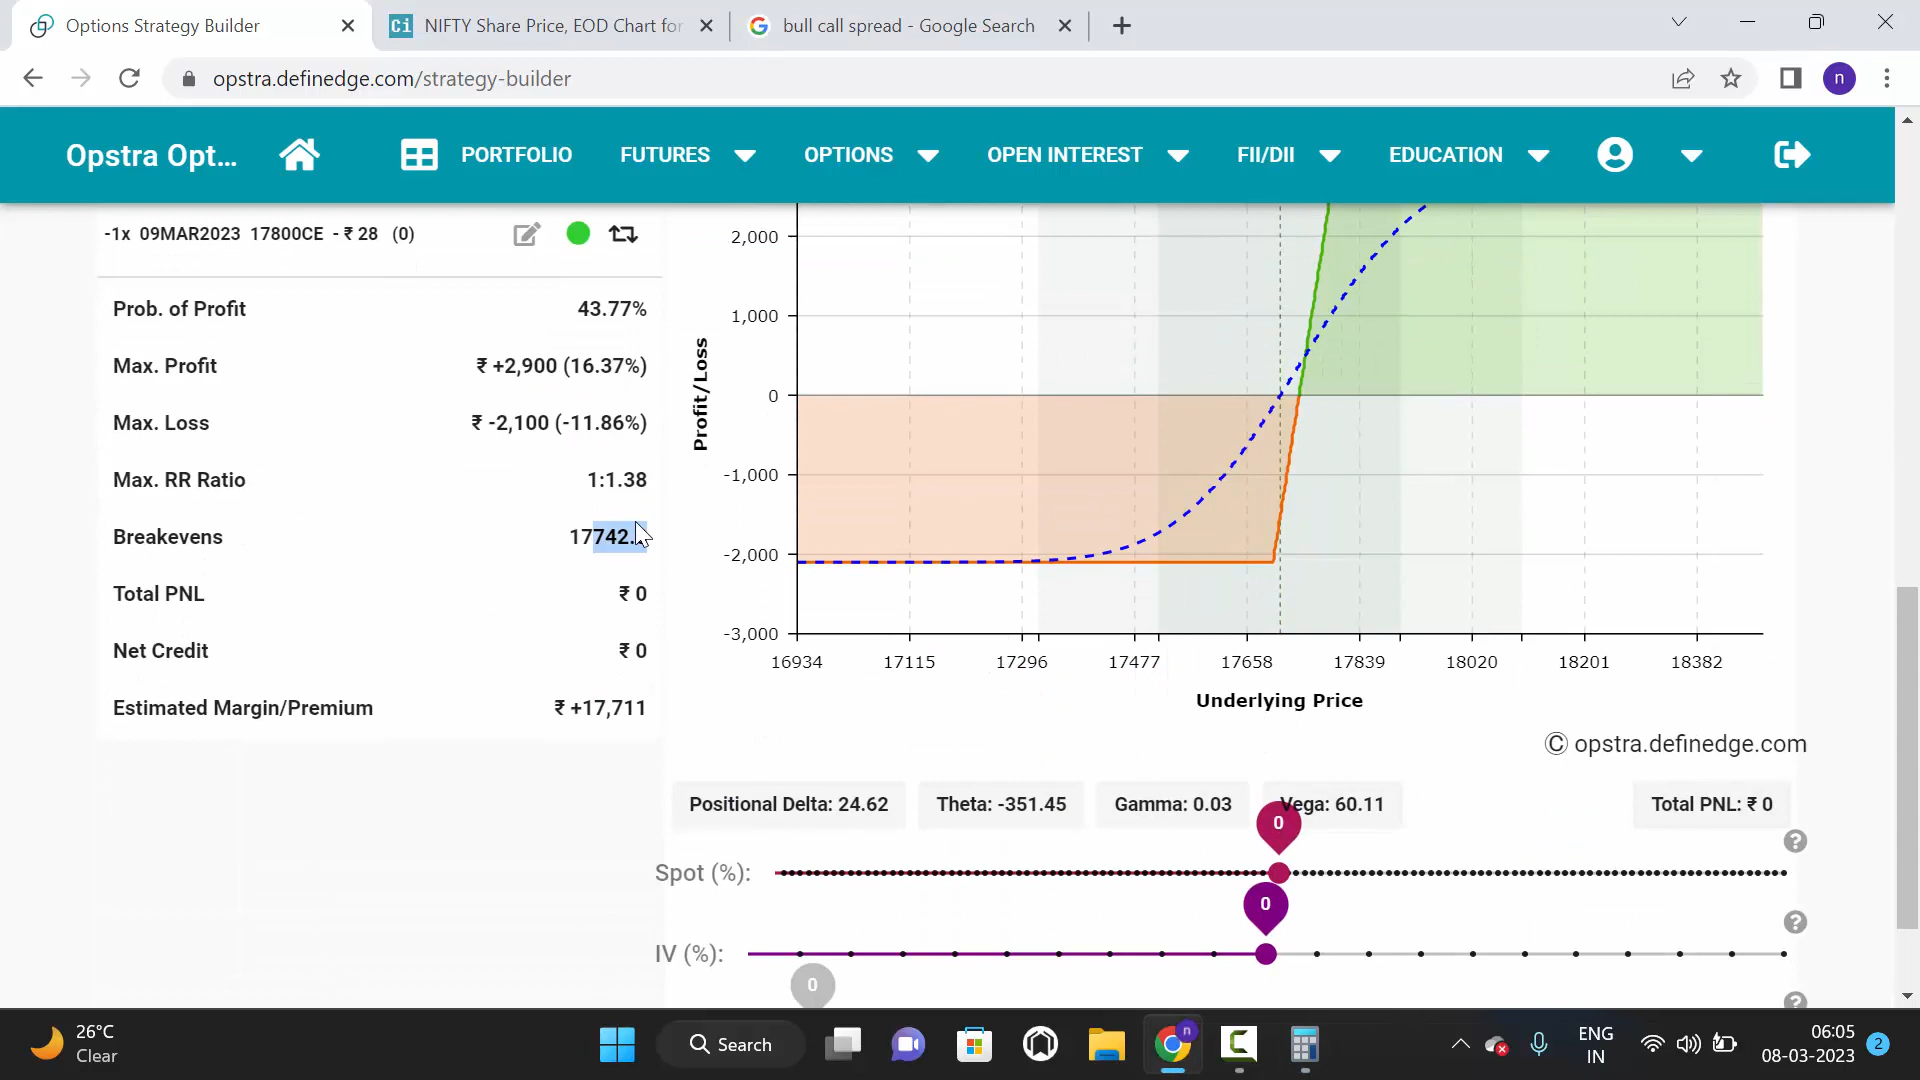 Options Strategy Builder
NIFTY Share Price, EOD Chart for
bull call spread - Google Search
opstra.definedge.com/strategy-builder
n
Opstra Opt...
PORTFOLIO
FUTURES
OPTIONS
OPEN INTEREST
FII/DII
EDUCATION
-1x 09MAR2023 17800CE - ₹ 28 (0)
Prob. of Profit 43.77%
Max. Profit ₹ +2,900 (16.37%)
Max. Loss ₹ -2,100 (-11.86%)
Max. RR Ratio 1:1.38
Breakevens 17742.
Total PNL ₹ 0
Net Credit ₹ 0
Estimated Margin/Premium ₹ +17,711
Profit/Loss
2,000
1,000
0
-1,000
-2,000
-3,000
16934 17115 17296 17477 17658 17839 18020 18201 18382
Underlying Price
© opstra.definedge.com
Positional Delta: 24.62 Theta: -351.45 Gamma: 0.03 Vega: 60.11 Total PNL: ₹ 0
0
Spot (%):
0
IV (%):
0
26°C
Clear
Search
ENG
IN
06:05
08-03-2023
2